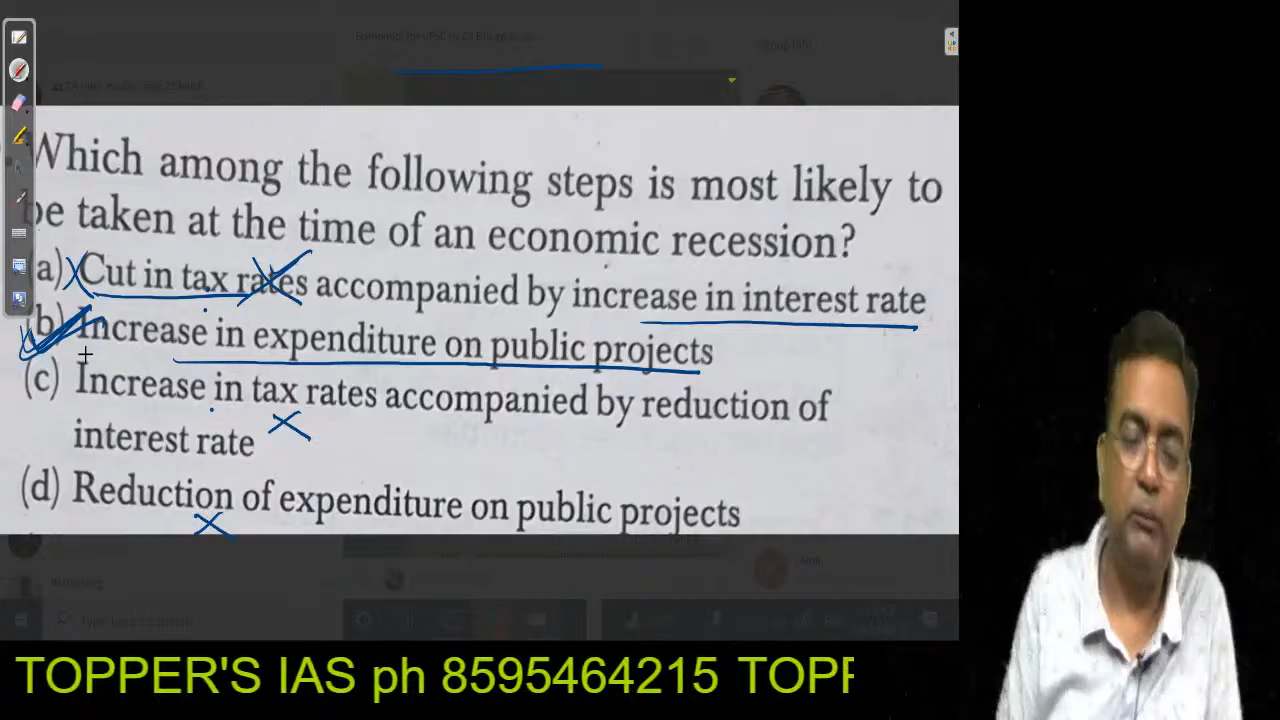 Which among the following steps is most likely to
be taken at the time of an economic recession?
(a) Cut in tax rates accompanied by increase in interest rate
(b) Increase in expenditure on public projects
(c) Increase in tax rates accompanied by reduction of
interest rate
(d) Reduction of expenditure on public projects
TOPPER'S IAS ph 8595464215 TOPP